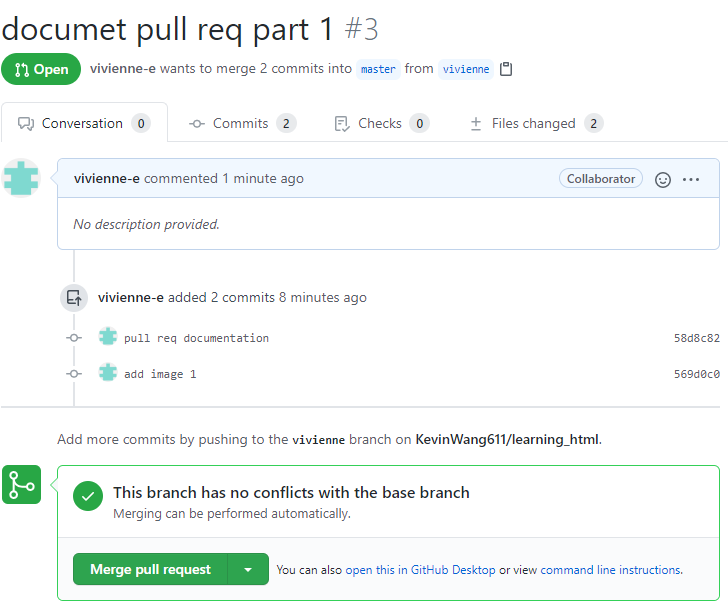 documet pull req part 1 #3
Open vivienne-e wants to merge 2 commits into master from vivienne
Conversation 0 Commits 2 Checks 0 Files changed 2
vivienne-e commented 1 minute ago Collaborator
No description provided.
vivienne-e added 2 commits 8 minutes ago
pull req documentation 58d8c82
add image 1 569d0c0
Add more commits by pushing to the vivienne branch on KevinWang611/learning_html.
This branch has no conflicts with the base branch
Merging can be performed automatically.
Merge pull request You can also open this in GitHub Desktop or view command line instructions.